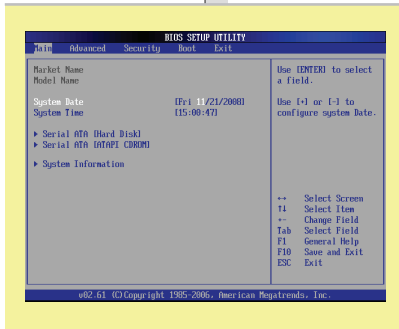 BIOS SETUP UTILITY
Main Advanced Security Boot Exit
Market Name
Model Name
System Date [Fri 11/21/2008]
System Time [15:00:47]
▶ Serial ATA [Hard Disk]
▶ Serial ATA [ATAPI CDROM]
▶ System Information
Use [ENTER] to select
a field.
Use [+] or [-] to
configure system Date.
↔ Select Screen
↑↓ Select Item
+- Change Field
Tab Select Field
F1 General Help
F10 Save and Exit
ESC Exit
v02.61 (C)Copyright 1985-2006, American Megatrends, Inc.